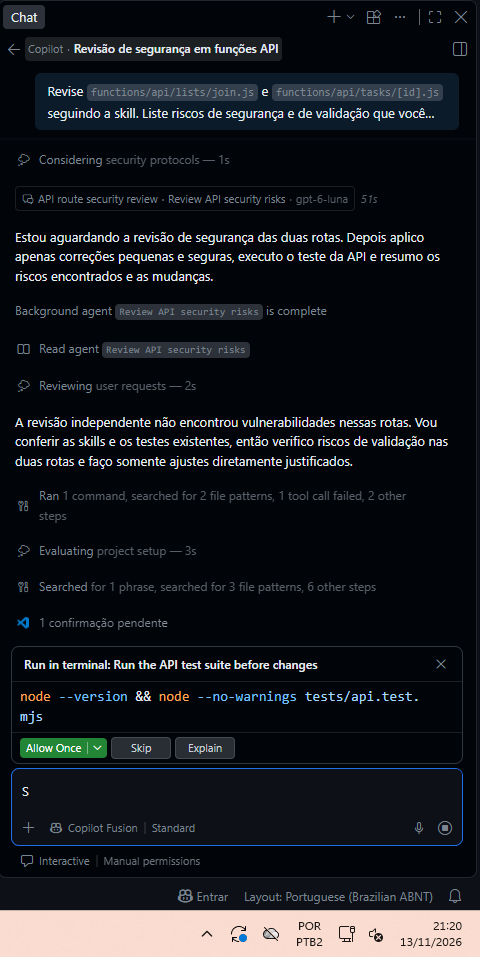 Chat
Copilot · Revisão de segurança em funções API
Revise functions/api/lists/join.js e functions/api/tasks/[id].js
seguindo a skill. Liste riscos de segurança e de validação que você...
Considering security protocols — 1s
API route security review · Review API security risks · gpt-6-luna 51s
Estou aguardando a revisão de segurança das duas rotas. Depois aplico
apenas correções pequenas e seguras, executo o teste da API e resumo os
riscos encontrados e as mudanças.
Background agent Review API security risks is complete
Read agent Review API security risks
Reviewing user requests — 2s
A revisão independente não encontrou vulnerabilidades nessas rotas. Vou
conferir as skills e os testes existentes, então verifico riscos de validação nas
duas rotas e faço somente ajustes diretamente justificados.
Ran 1 command, searched for 2 file patterns, 1 tool call failed, 2 other
steps
Evaluating project setup — 3s
Searched for 1 phrase, searched for 3 file patterns, 6 other steps
1 confirmação pendente
Run in terminal: Run the API test suite before changes
node --version && node --no-warnings tests/api.test.
mjs
Allow Once Skip Explain
S
Copilot Fusion Standard
Interactive Manual permissions
Entrar Layout: Portuguese (Brazilian ABNT)
POR 21:20
PTB2 13/11/2026